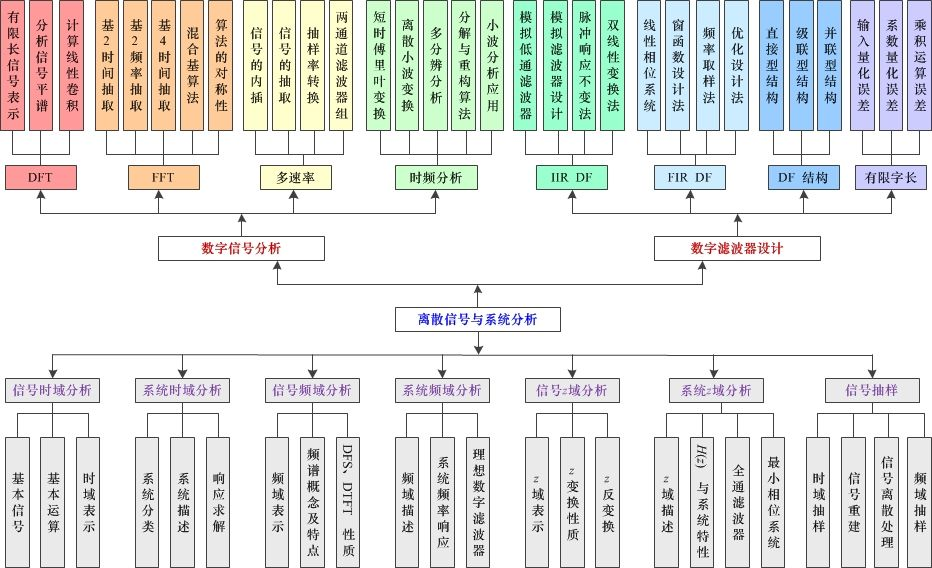 有限长信号表示
分析信号平谱
计算线性卷积
基2时间抽取
基2频率抽取
基4时间抽取
混合基算法
算法的对称性
信号的内插
信号的抽取
抽样率转换
两通道滤波器组
短时傅里叶变换
离散小波变换
多分辨分析
分解与重构算法
小波分析应用
模拟低通滤波器
模拟滤波器设计
脉冲响应不变法
双线性变换法
线性相位系统
窗函数设计法
频率取样法
优化设计法
直接型结构
级联型结构
并联型结构
输入量化误差
系数量化误差
乘积运算误差
DFT
FFT
多速率
时频分析
IIR DF
FIR DF
DF 结构
有限字长
数字信号分析
数字滤波器设计
离散信号与系统分析
信号时域分析
系统时域分析
信号频域分析
系统频域分析
信号z域分析
系统z域分析
信号抽样
基本信号
基本运算
时域表示
系统分类
系统描述
响应求解
频域表示
频谱概念及特点
DFS、DTFT 性质
频域描述
系统频率响应
理想数字滤波器
z 域表示
z 变换性质
z 反变换
z 域描述
H(z) 与系统特性
全通滤波器
最小相位系统
时域抽样
信号重建
信号离散处理
频域抽样